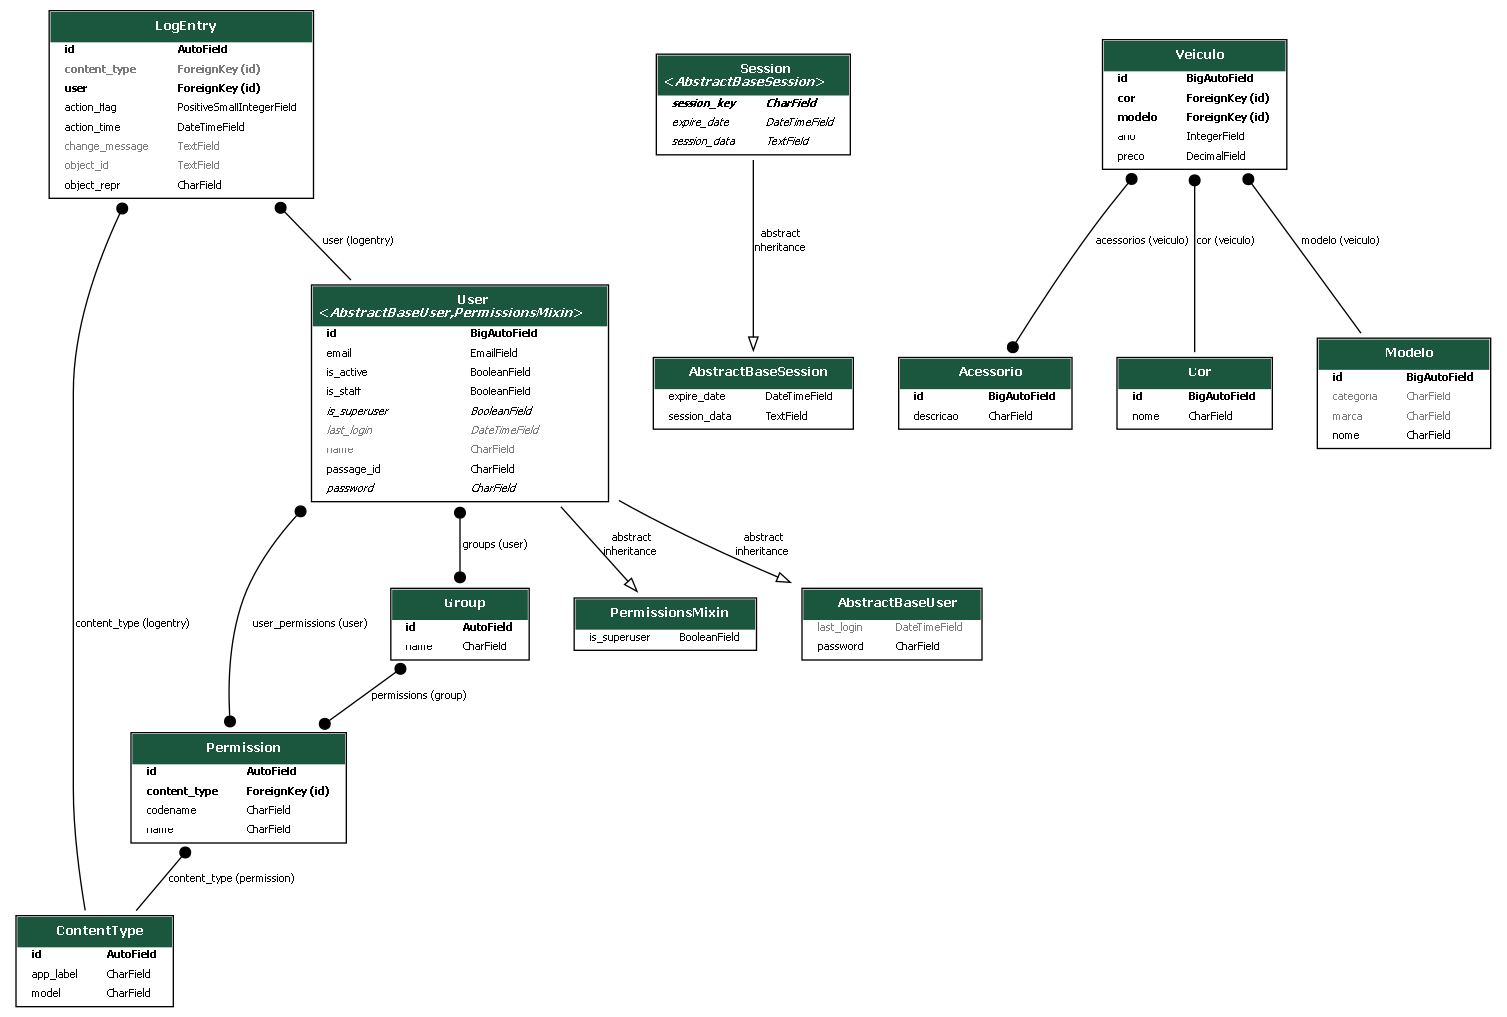 LogEntry
id AutoField
content_type ForeignKey (id)
user ForeignKey (id)
action_flag PositiveSmallIntegerField
action_time DateTimeField
change_message TextField
object_id TextField
object_repr CharField
Session
<AbstractBaseSession>
session_key CharField
expire_date DateTimeField
session_data TextField
Veiculo
id BigAutoField
cor ForeignKey (id)
modelo ForeignKey (id)
ano IntegerField
preco DecimalField
user (logentry)
abstract
inheritance
acessorios (veiculo)
cor (veiculo)
modelo (veiculo)
User
<AbstractBaseUser,PermissionsMixin>
id BigAutoField
email EmailField
is_active BooleanField
is_staff BooleanField
is_superuser BooleanField
last_login DateTimeField
name CharField
passage_id CharField
password CharField
AbstractBaseSession
expire_date DateTimeField
session_data TextField
Acessorio
id BigAutoField
descricao CharField
Cor
id BigAutoField
nome CharField
Modelo
id BigAutoField
categoria CharField
marca CharField
nome CharField
groups (user)
abstract
inheritance
abstract
inheritance
content_type (logentry)
user_permissions (user)
Group
id AutoField
name CharField
PermissionsMixin
is_superuser BooleanField
AbstractBaseUser
last_login DateTimeField
password CharField
permissions (group)
Permission
id AutoField
content_type ForeignKey (id)
codename CharField
name CharField
content_type (permission)
ContentType
id AutoField
app_label CharField
model CharField